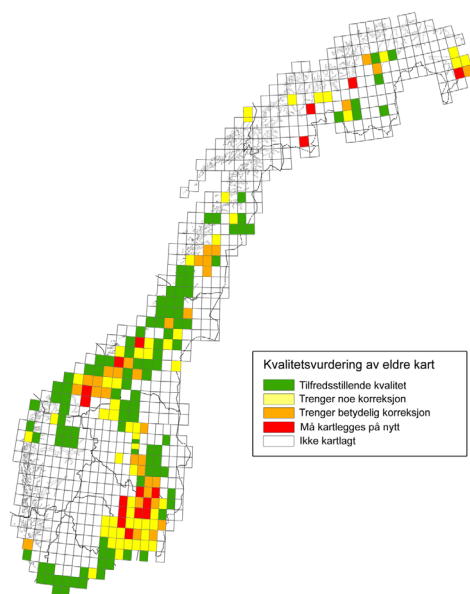 Kvalitetsvurdering av eldre kart
Tilfredsstillende kvalitet
Trenger noe korreksjon
Trenger betydelig korreksjon
Må kartlegges på nytt
Ikke kartlagt